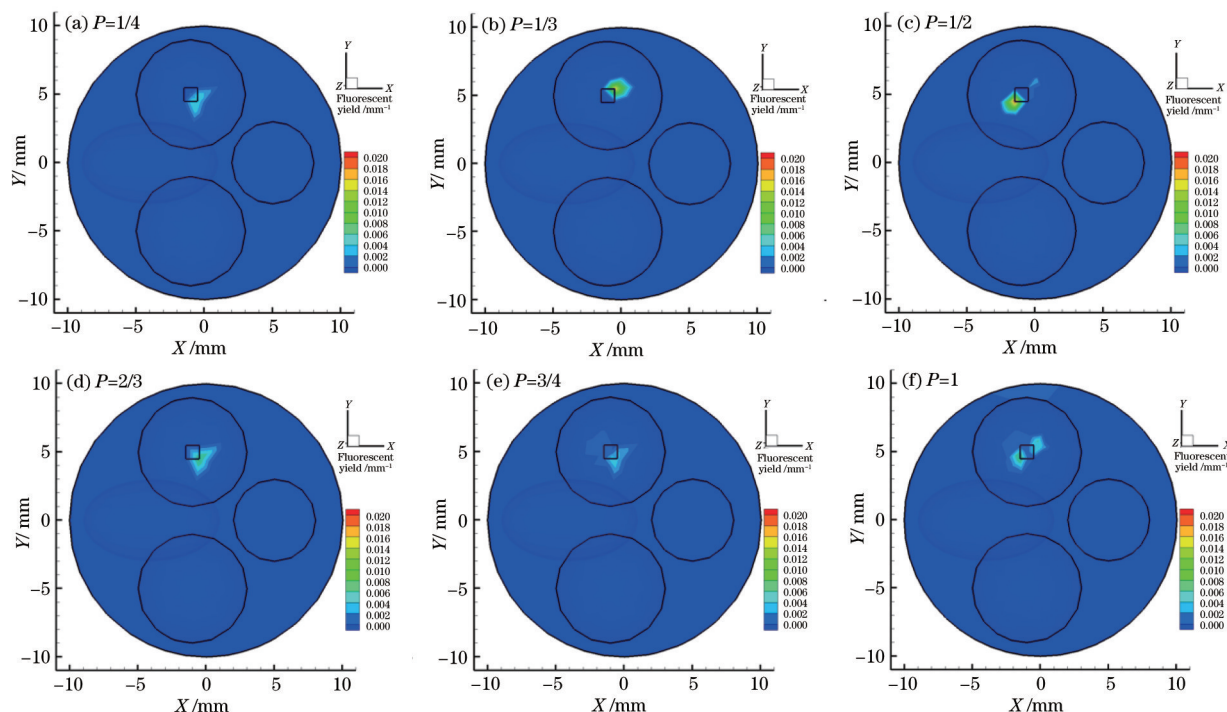 (a) P=1/4
10
5
0
−5
−10
Y/ mm
−10 −5 0 5 10
X /mm
Y
Z X
Fluorescent
yield /mm⁻¹
0.020
0.018
0.016
0.014
0.012
0.010
0.008
0.006
0.004
0.002
0.000
(b) P=1/3
10
5
0
−5
−10
Y/ mm
−10 −5 0 5 10
X /mm
Y
Z X
Fluorescent
yield /mm⁻¹
0.020
0.018
0.016
0.014
0.012
0.010
0.008
0.006
0.004
0.002
0.000
(c) P=1/2
10
5
0
−5
−10
Y/ mm
−10 −5 0 5 10
X /mm
Y
Z X
Fluorescent
yield /mm⁻¹
0.020
0.018
0.016
0.014
0.012
0.010
0.008
0.006
0.004
0.002
0.000
(d) P=2/3
10
5
0
−5
−10
Y/ mm
−10 −5 0 5 10
X /mm
Y
Z X
Fluorescent
yield /mm⁻¹
0.020
0.018
0.016
0.014
0.012
0.010
0.008
0.006
0.004
0.002
0.000
(e) P=3/4
10
5
0
−5
−10
Y/ mm
−10 −5 0 5 10
X /mm
Y
Z X
Fluorescent
yield /mm⁻¹
0.020
0.018
0.016
0.014
0.012
0.010
0.008
0.006
0.004
0.002
0.000
(f) P=1
10
5
0
−5
−10
Y/ mm
−10 −5 0 5 10
X /mm
Y
Z X
Fluorescent
yield /mm⁻¹
0.020
0.018
0.016
0.014
0.012
0.010
0.008
0.006
0.004
0.002
0.000